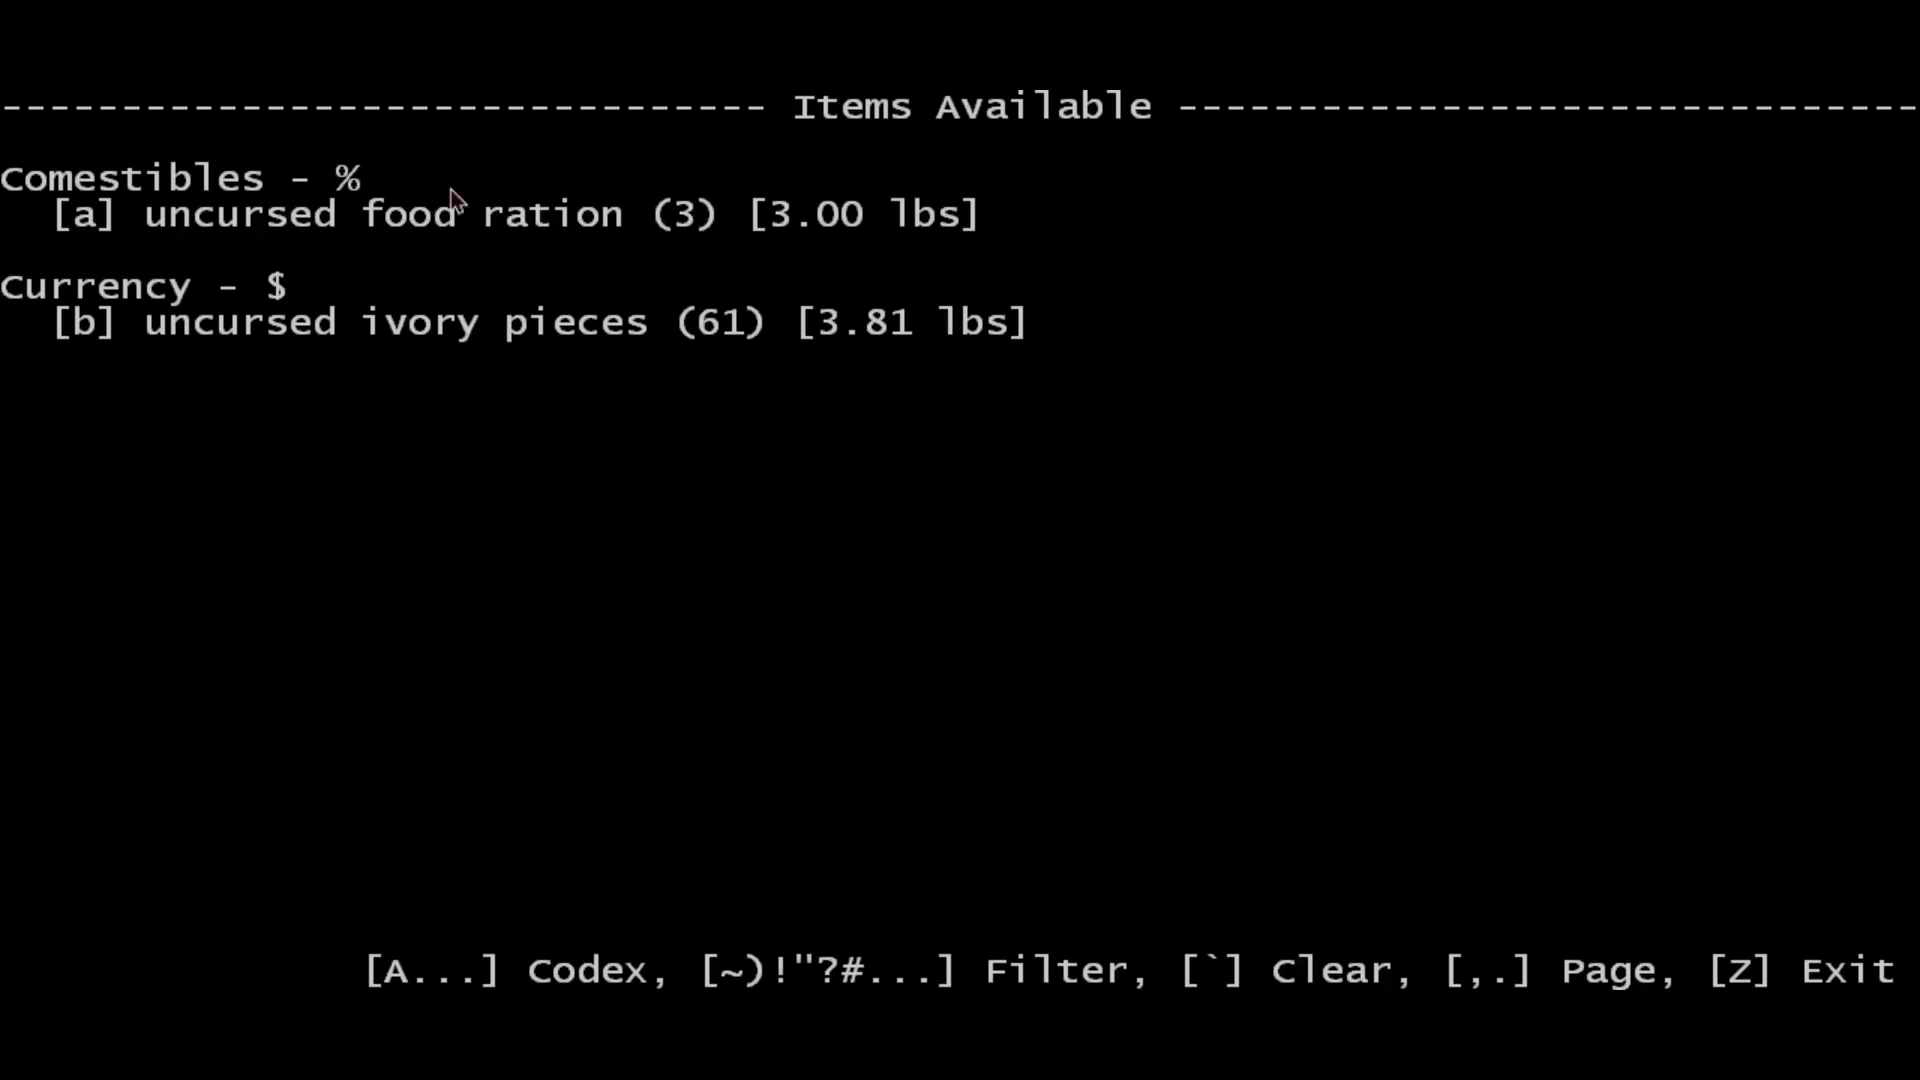 ------------------------------- Items Available -------------------------------
Comestibles - %
[a] uncursed food ration (3) [3.00 lbs]
Currency - $
[b] uncursed ivory pieces (61) [3.81 lbs]
[A...] Codex, [~)!"?#...] Filter, [`] Clear, [,.] Page, [Z] Exit